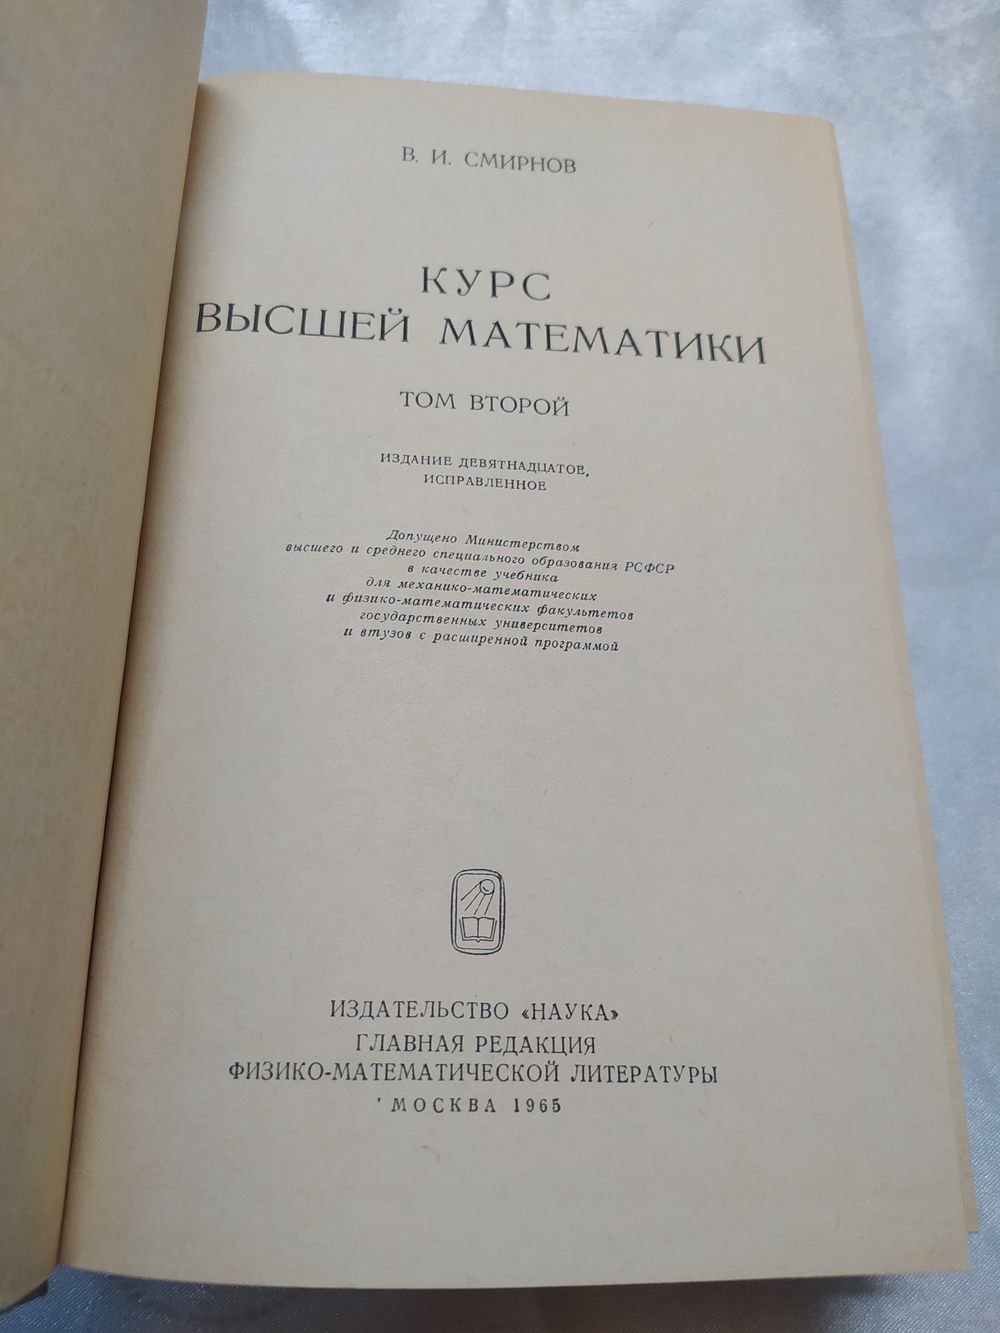 В. И. СМИРНОВ
КУРС
ВЫСШЕЙ МАТЕМАТИКИ
ТОМ ВТОРОЙ
ИЗДАНИЕ ДЕВЯТНАДЦАТОЕ,
ИСПРАВЛЕННОЕ
Допущено Министерством
высшего и среднего специального образования РСФСР
в качестве учебника
для механико-математических
и физико-математических факультетов
государственных университетов
и втузов с расширенной программой
ИЗДАТЕЛЬСТВО «НАУКА»
ГЛАВНАЯ РЕДАКЦИЯ
ФИЗИКО-МАТЕМАТИЧЕСКОЙ ЛИТЕРАТУРЫ
МОСКВА 1965